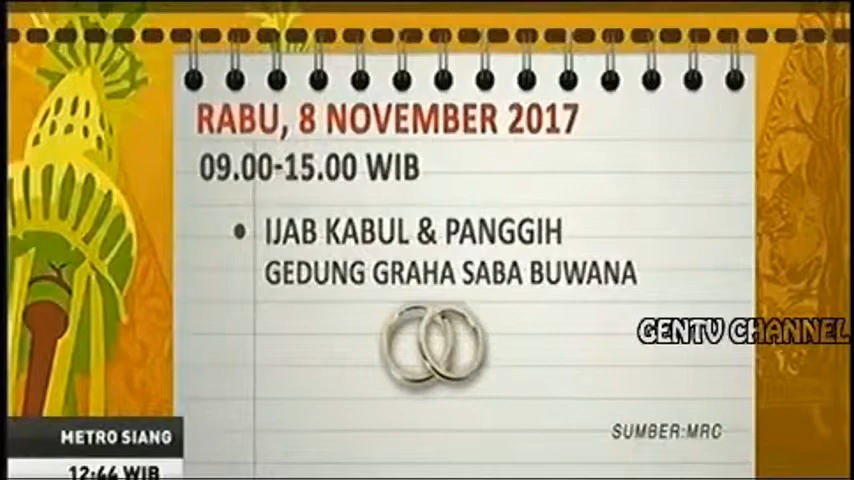 RABU, 8 NOVEMBER 2017
09.00-15.00 WIB
• IJAB KABUL & PANGGIH
GEDUNG GRAHA SABA BUWANA
GENTV CHANNEL
SUMBER:MRC
METRO SIANG
12:44 WIB